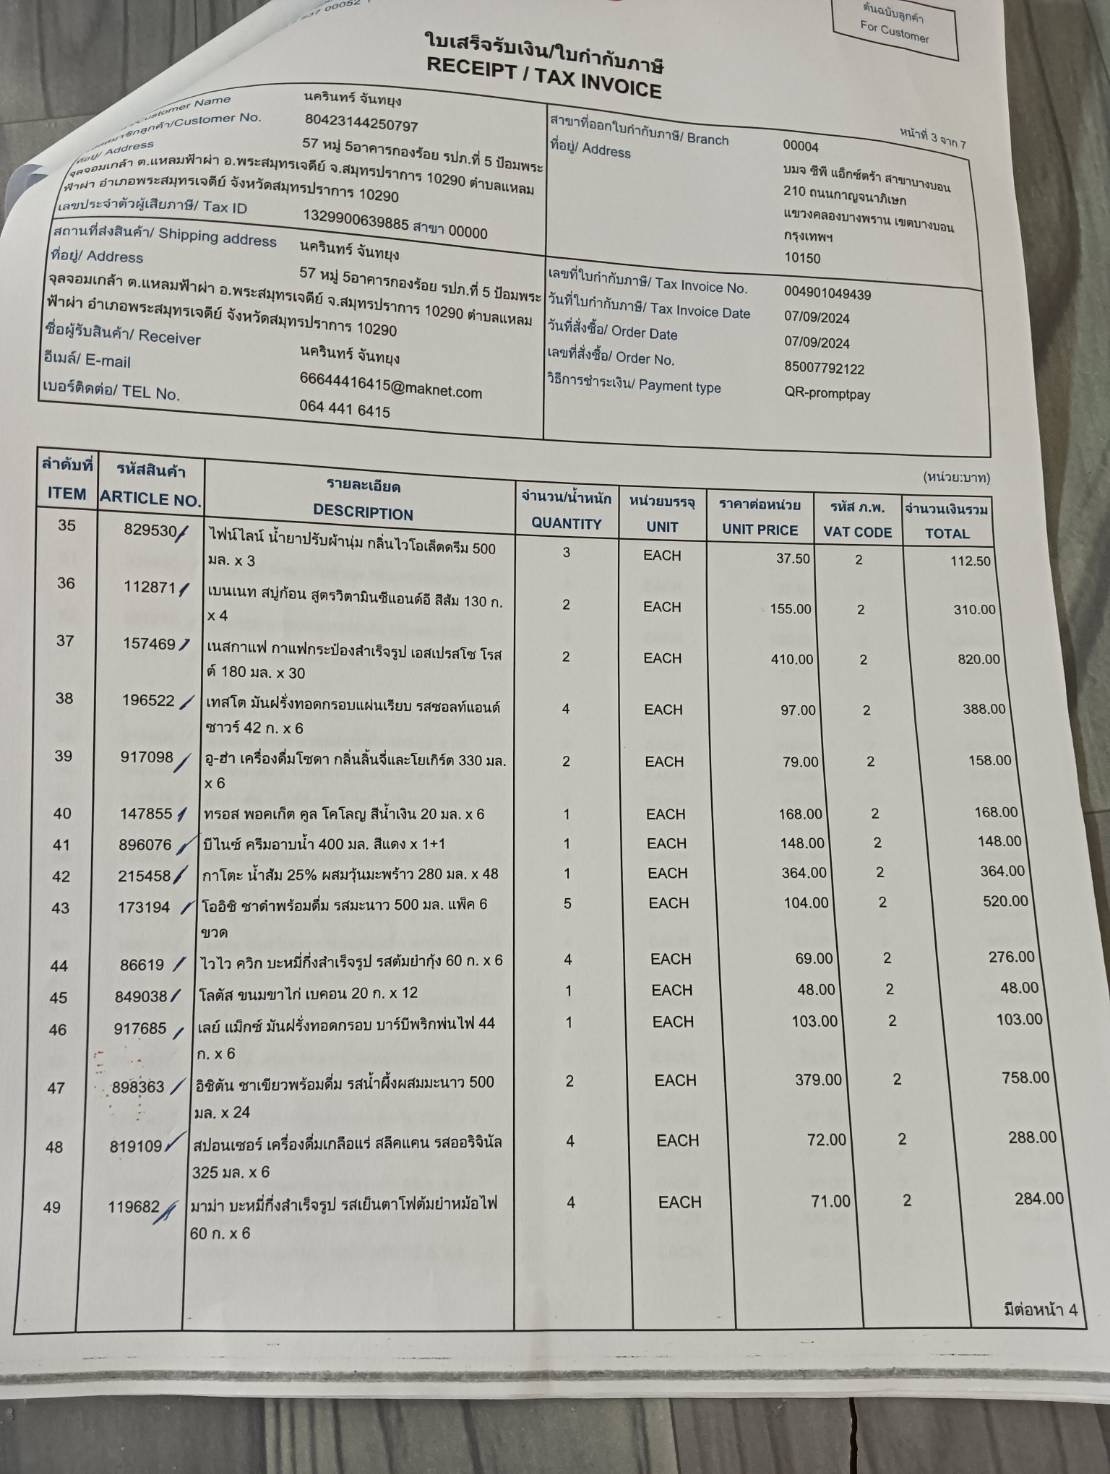 ต้นฉบับลูกค้า
For Customer
ใบเสร็จรับเงิน/ใบกำกับภาษี
RECEIPT / TAX INVOICE
หน้าที่ 3 จาก 7
Customer Name นครินทร์ จันทยุง
/Customer No. 80423144250797
ที่อยู่/ Address 57 หมู่ 5อาคารกองร้อย รปภ.ที่ 5 ป้อมพระ
จุลจอมเกล้า ต.แหลมฟ้าผ่า อ.พระสมุทรเจดีย์ จ.สมุทรปราการ 10290 ตำบลแหลม
ฟ้าผ่า อำเภอพระสมุทรเจดีย์ จังหวัดสมุทรปราการ 10290
เลขประจำตัวผู้เสียภาษี/ Tax ID 1329900639885 สาขา 00000
สาขาที่ออกใบกำกับภาษี/ Branch 00004
ที่อยู่/ Address บมจ ซีพี แอ็กซ์ตร้า สาขาบางบอน
210 ถนนกาญจนาภิเษก
แขวงคลองบางพราน เขตบางบอน
กรุงเทพฯ
10150
สถานที่ส่งสินค้า/ Shipping address นครินทร์ จันทยุง
ที่อยู่/ Address 57 หมู่ 5อาคารกองร้อย รปภ.ที่ 5 ป้อมพระ
จุลจอมเกล้า ต.แหลมฟ้าผ่า อ.พระสมุทรเจดีย์ จ.สมุทรปราการ 10290 ตำบลแหลม
ฟ้าผ่า อำเภอพระสมุทรเจดีย์ จังหวัดสมุทรปราการ 10290
ชื่อผู้รับสินค้า/ Receiver นครินทร์ จันทยุง
อีเมล์/ E-mail 66644416415@maknet.com
เบอร์ติดต่อ/ TEL No. 064 441 6415
เลขที่ใบกำกับภาษี/ Tax Invoice No. 004901049439
วันที่ใบกำกับภาษี/ Tax Invoice Date 07/09/2024
วันที่สั่งซื้อ/ Order Date 07/09/2024
เลขที่สั่งซื้อ/ Order No. 85007792122
วิธีการชำระเงิน/ Payment type QR-promptpay
(หน่วย:บาท)
ลำดับที่ รหัสสินค้า รายละเอียด จำนวน/น้ำหนัก หน่วยบรรจุ ราคาต่อหน่วย รหัส ภ.พ. จำนวนเงินรวม
ITEM ARTICLE NO. DESCRIPTION QUANTITY UNIT UNIT PRICE VAT CODE TOTAL
35 829530 ไฟน์ไลน์ น้ำยาปรับผ้านุ่ม กลิ่นไวโอเล็ตดรีม 500 3 EACH 37.50 2 112.50
มล. x 3
36 112871 เบนเนท สบู่ก้อน สูตรวิตามินซีแอนด์อี สีส้ม 130 ก. 2 EACH 155.00 2 310.00
x 4
37 157469 เนสกาแฟ กาแฟกระป๋องสำเร็จรูป เอสเปรสโซ โรส 2 EACH 410.00 2 820.00
ต์ 180 มล. x 30
38 196522 เทสโต มันฝรั่งทอดกรอบแผ่นเรียบ รสซอลท์แอนด์ 4 EACH 97.00 2 388.00
ซาวร์ 42 ก. x 6
39 917098 อู-ฮ่า เครื่องดื่มโซดา กลิ่นลิ้นจี่และโยเกิร์ต 330 มล. 2 EACH 79.00 2 158.00
x 6
40 147855 ทรอส พอคเก็ต คูล โคโลญ สีน้ำเงิน 20 มล. x 6 1 EACH 168.00 2 168.00
41 896076 บีไนซ์ ครีมอาบน้ำ 400 มล. สีแดง x 1+1 1 EACH 148.00 2 148.00
42 215458 กาโตะ น้ำส้ม 25% ผสมวุ้นมะพร้าว 280 มล. x 48 1 EACH 364.00 2 364.00
43 173194 โออิชิ ชาดำพร้อมดื่ม รสมะนาว 500 มล. แพ็ค 6 5 EACH 104.00 2 520.00
ขวด
44 86619 ไวไว ควิก บะหมี่กึ่งสำเร็จรูป รสต้มยำกุ้ง 60 ก. x 6 4 EACH 69.00 2 276.00
45 849038 โลตัส ขนมขาไก่ เบคอน 20 ก. x 12 1 EACH 48.00 2 48.00
46 917685 เลย์ แม็กซ์ มันฝรั่งทอดกรอบ บาร์บีพริกพ่นไฟ 44 1 EACH 103.00 2 103.00
ก. x 6
47 898363 อิชิตัน ชาเขียวพร้อมดื่ม รสน้ำผึ้งผสมมะนาว 500 2 EACH 379.00 2 758.00
มล. x 24
48 819109 สปอนเซอร์ เครื่องดื่มเกลือแร่ สลีคแคน รสออริจินัล 4 EACH 72.00 2 288.00
325 มล. x 6
49 119682 มาม่า บะหมี่กึ่งสำเร็จรูป รสเย็นตาโฟต้มยำหม้อไฟ 4 EACH 71.00 2 284.00
60 ก. x 6
มีต่อหน้า 4